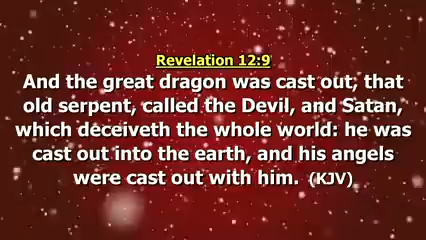 Revelation 12:9
And the great dragon was cast out, that
old serpent, called the Devil, and Satan,
which deceiveth the whole world: he was
cast out into the earth, and his angels
were cast out with him. (KJV)